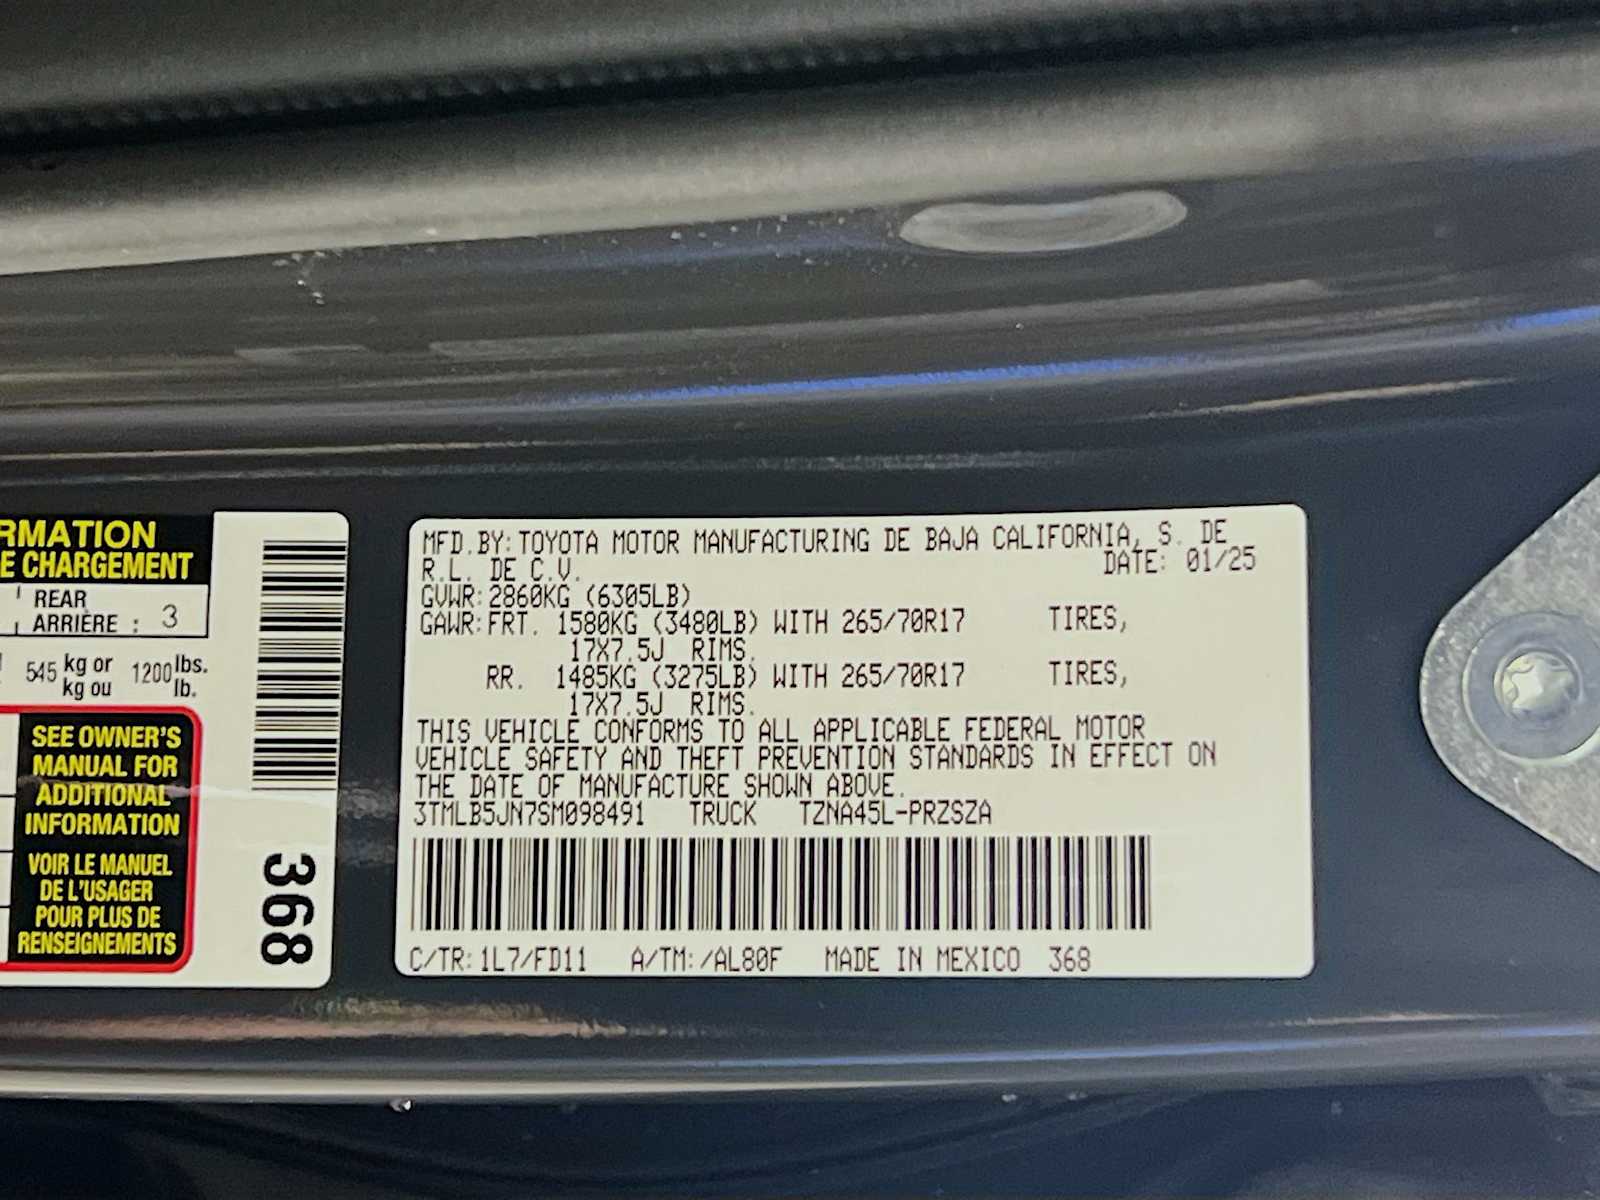 RMATION
E CHARGEMENT
REAR
ARRIÈRE : 3
545 kg or 1200 lbs.
kg ou lb.
SEE OWNER'S
MANUAL FOR
ADDITIONAL
INFORMATION
VOIR LE MANUEL
DE L'USAGER
POUR PLUS DE
RENSEIGNEMENTS
368
MFD.BY:TOYOTA MOTOR MANUFACTURING DE BAJA CALIFORNIA, S. DE
R.L. DE C.V. DATE: 01/25
GVWR:2860KG (6305LB)
GAWR:FRT. 1580KG (3480LB) WITH 265/70R17 TIRES,
17X7.5J RIMS.
RR. 1485KG (3275LB) WITH 265/70R17 TIRES,
17X7.5J RIMS.
THIS VEHICLE CONFORMS TO ALL APPLICABLE FEDERAL MOTOR
VEHICLE SAFETY AND THEFT PREVENTION STANDARDS IN EFFECT ON
THE DATE OF MANUFACTURE SHOWN ABOVE.
3TMLB5JN7SM098491 TRUCK TZNA45L-PRZSZA
C/TR:1L7/FD11 A/TM:/AL80F MADE IN MEXICO 368